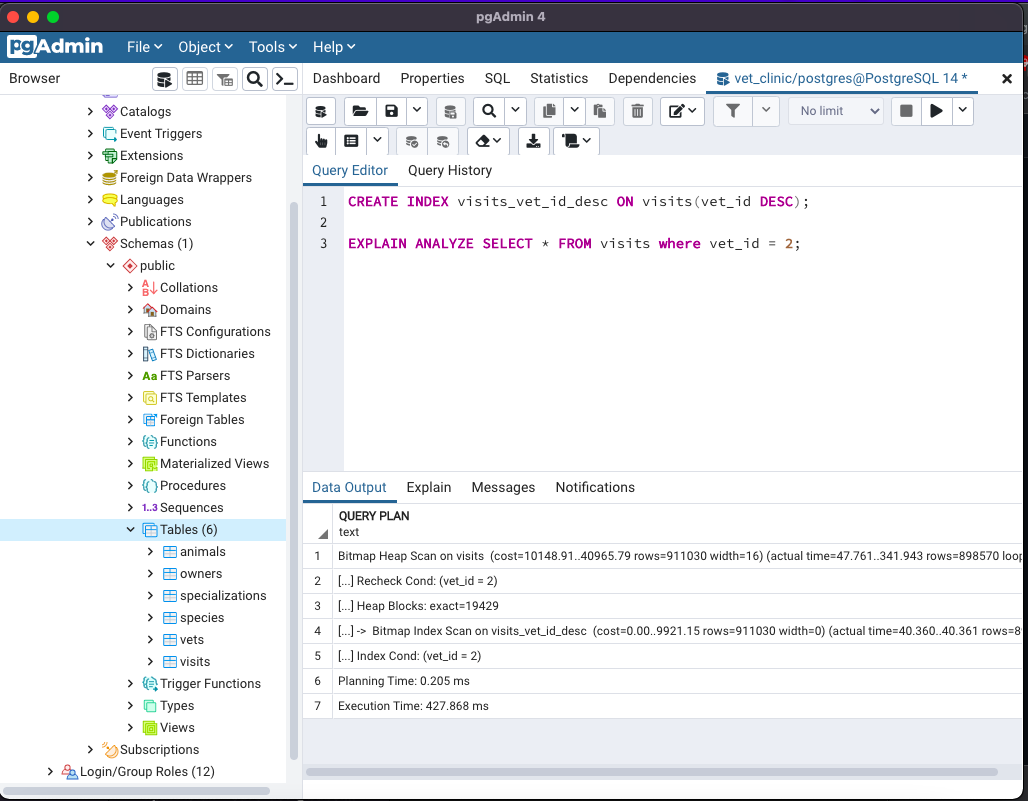 pgAdmin 4
pgAdmin
File Object Tools Help
Browser
Dashboard Properties SQL Statistics Dependencies vet_clinic/postgres@PostgreSQL 14 *
No limit
Catalogs
Event Triggers
Extensions
Foreign Data Wrappers
Languages
Publications
Schemas (1)
public
Collations
Domains
FTS Configurations
FTS Dictionaries
Aa FTS Parsers
FTS Templates
Foreign Tables
Functions
Materialized Views
Procedures
1..3 Sequences
Tables (6)
animals
owners
specializations
species
vets
visits
Trigger Functions
Types
Views
Subscriptions
Login/Group Roles (12)
Query Editor Query History
1 CREATE INDEX visits_vet_id_desc ON visits(vet_id DESC);
2
3 EXPLAIN ANALYZE SELECT * FROM visits where vet_id = 2;
Data Output Explain Messages Notifications
QUERY PLAN
text
1 Bitmap Heap Scan on visits (cost=10148.91..40965.79 rows=911030 width=16) (actual time=47.761..341.943 rows=898570 loop
2 [...] Recheck Cond: (vet_id = 2)
3 [...] Heap Blocks: exact=19429
4 [...] -> Bitmap Index Scan on visits_vet_id_desc (cost=0.00..9921.15 rows=911030 width=0) (actual time=40.360..40.361 rows=8
5 [...] Index Cond: (vet_id = 2)
6 Planning Time: 0.205 ms
7 Execution Time: 427.868 ms